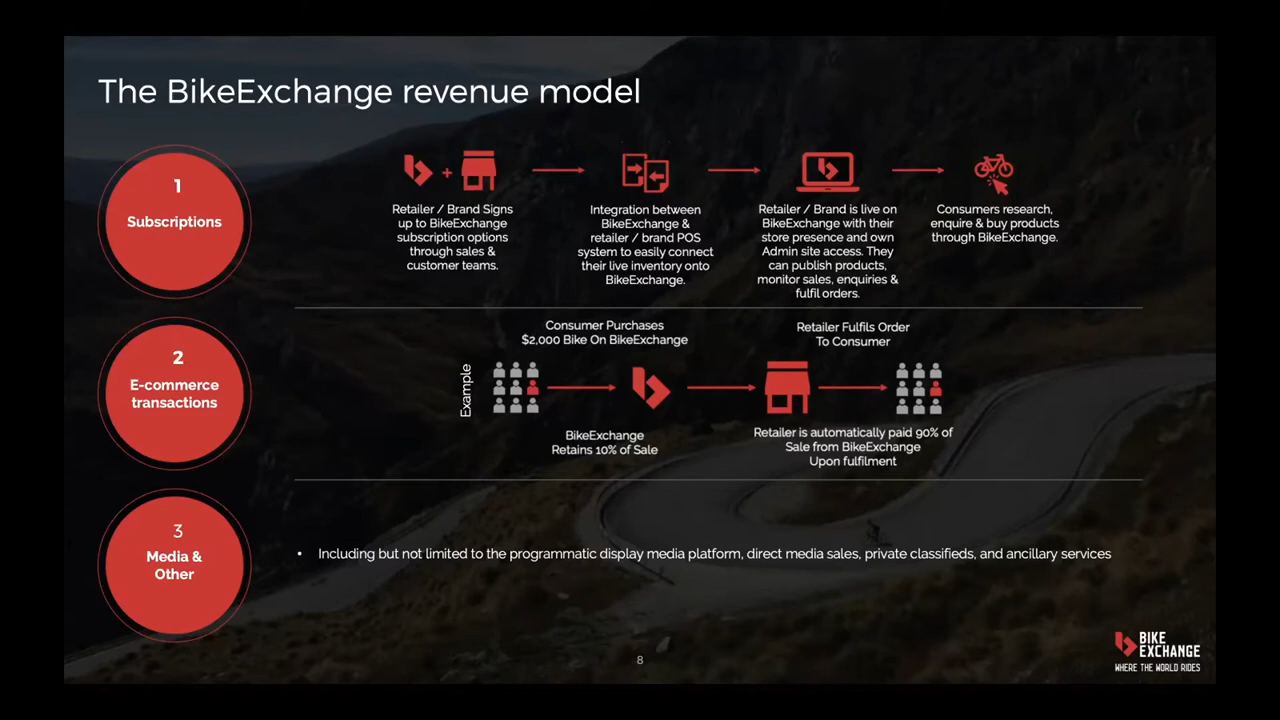 The BikeExchange revenue model
1
Subscriptions
Retailer / Brand Signs
up to BikeExchange
subscription options
through sales &
customer teams.
Integration between
BikeExchange &
retailer / brand POS
system to easily connect
their live inventory onto
BikeExchange.
Retailer / Brand is live on
BikeExchange with their
store presence and own
Admin site access. They
can publish products,
monitor sales, enquiries &
fulfil orders.
Consumers research,
enquire & buy products
through BikeExchange.
2
E-commerce
transactions
Example
Consumer Purchases
$2,000 Bike On BikeExchange
BikeExchange
Retains 10% of Sale
Retailer Fulfils Order
To Consumer
Retailer is automatically paid 90% of
Sale from BikeExchange
Upon fulfilment
3
Media &
Other
• Including but not limited to the programmatic display media platform, direct media sales, private classifieds, and ancillary services
8
BIKE
EXCHANGE
WHERE THE WORLD RIDES